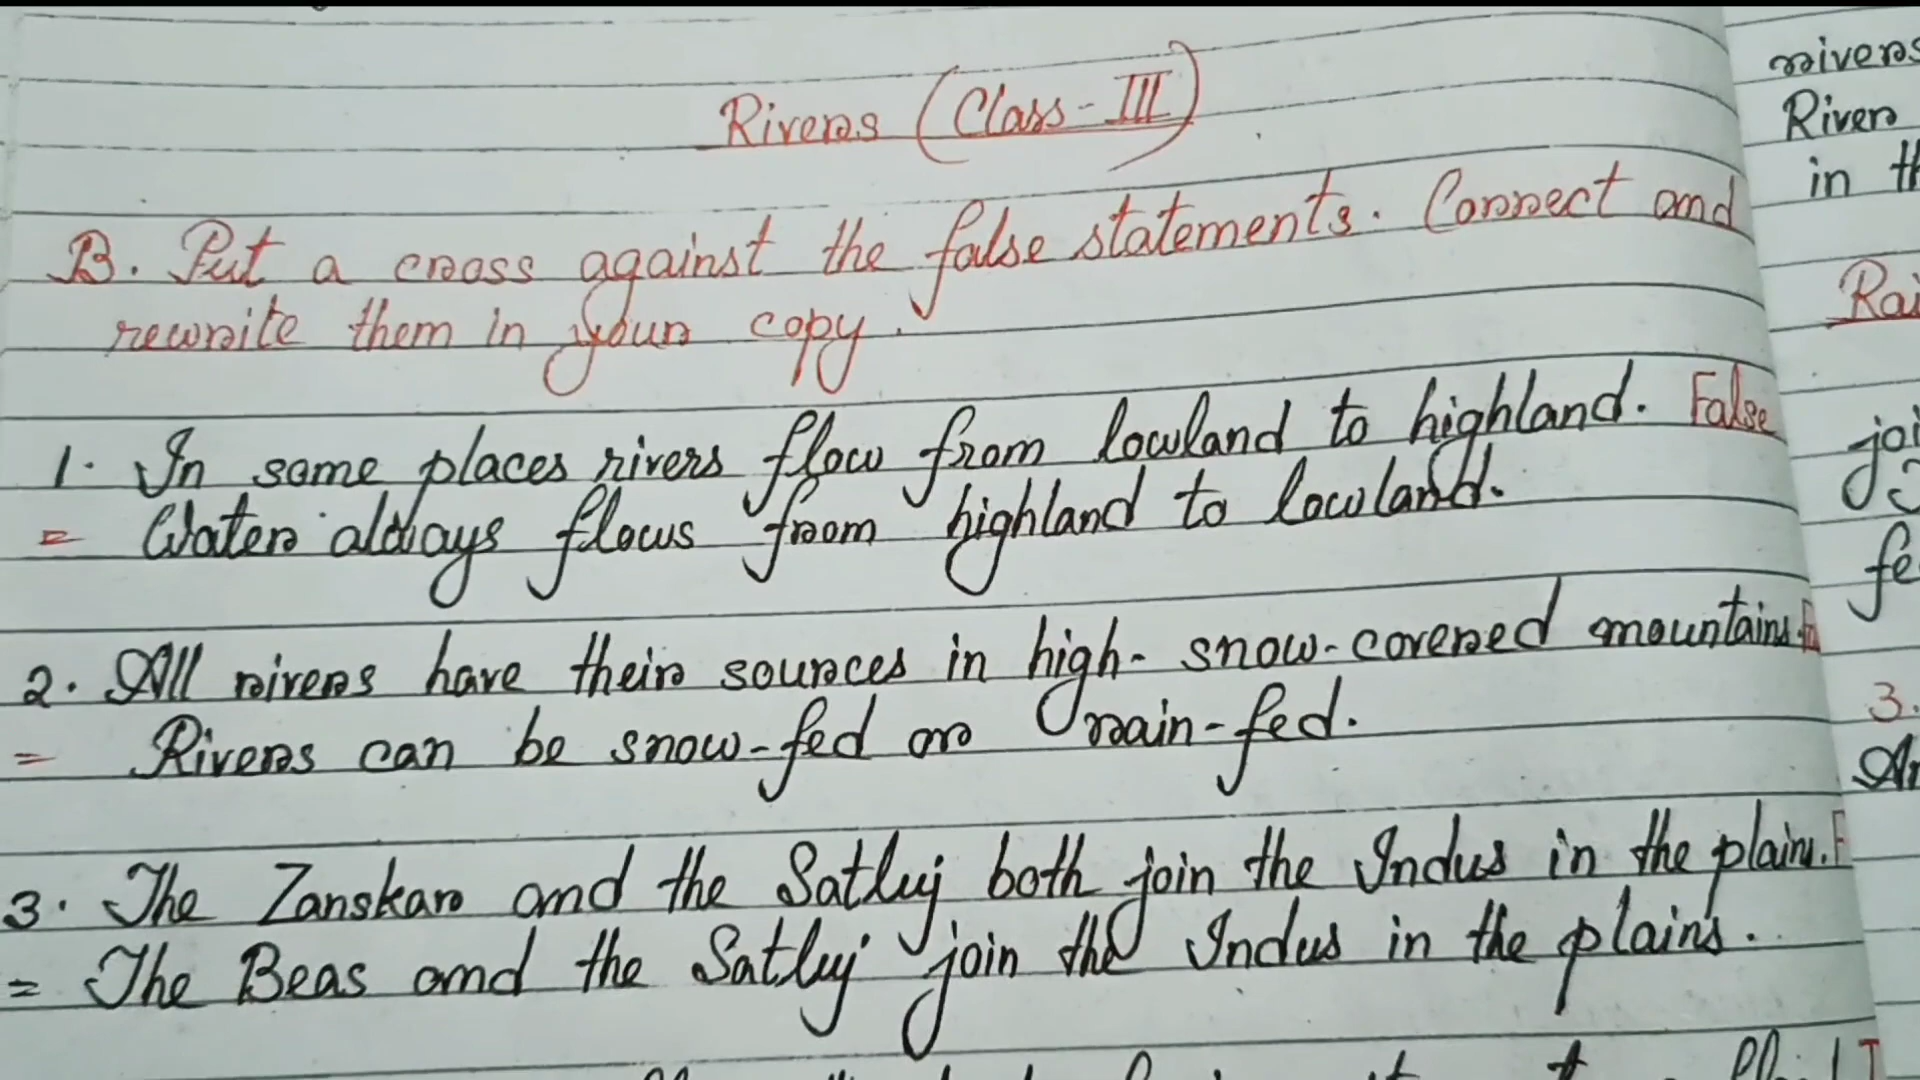 Rivers (Class-III)
B. Put a cross against the false statements. Correct and
rewrite them in your copy.
1. In some places rivers flow from lowland to highland. False
= Water always flows from highland to lowland.
2. All rivers have their sources in high-snow-covered mountains. F
= Rivers can be snow-fed or rain-fed.
3. The Zanskar and the Satluj both join the Indus in the plains. F
= The Beas and the Satluj join the Indus in the plains.
rivers
River
in th
Rai
joi
fe
3.